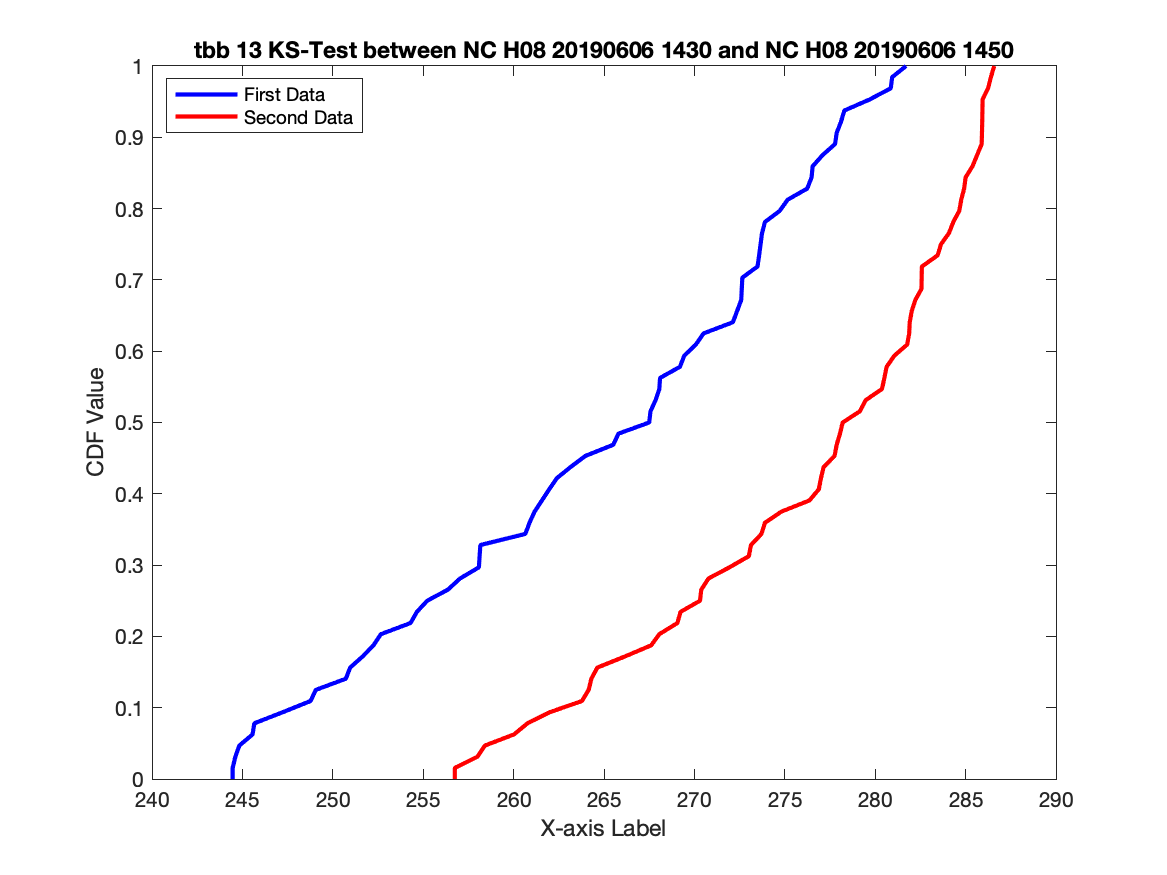 tbb 13 KS-Test between NC H08 20190606 1430 and NC H08 20190606 1450
First Data
Second Data
1
0.9
0.8
0.7
0.6
0.5
0.4
0.3
0.2
0.1
0
CDF Value
240 245 250 255 260 265 270 275 280 285 290
X-axis Label